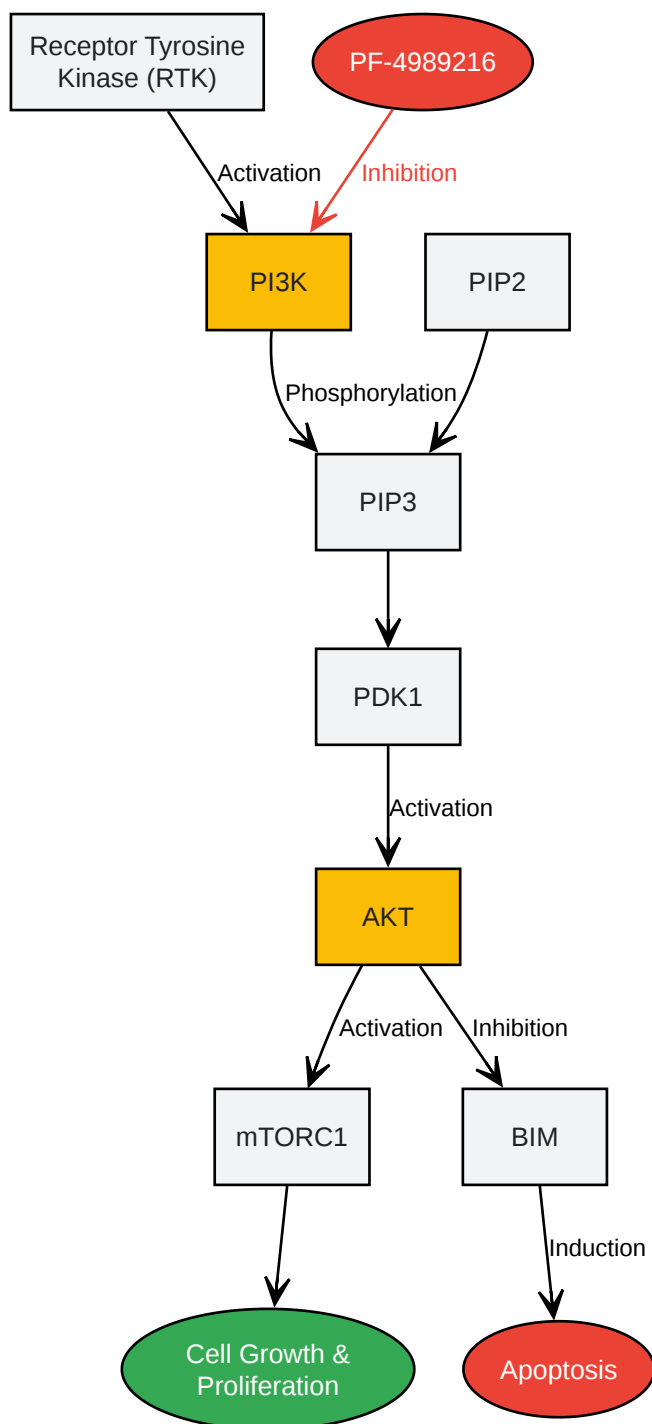 Receptor Tyrosine
Kinase (RTK)
PF-4989216
Activation
Inhibition
PI3K
PIP2
Phosphorylation
PIP3
PDK1
Activation
AKT
Activation
Inhibition
mTORC1
BIM
Induction
Cell Growth &
Proliferation
Apoptosis